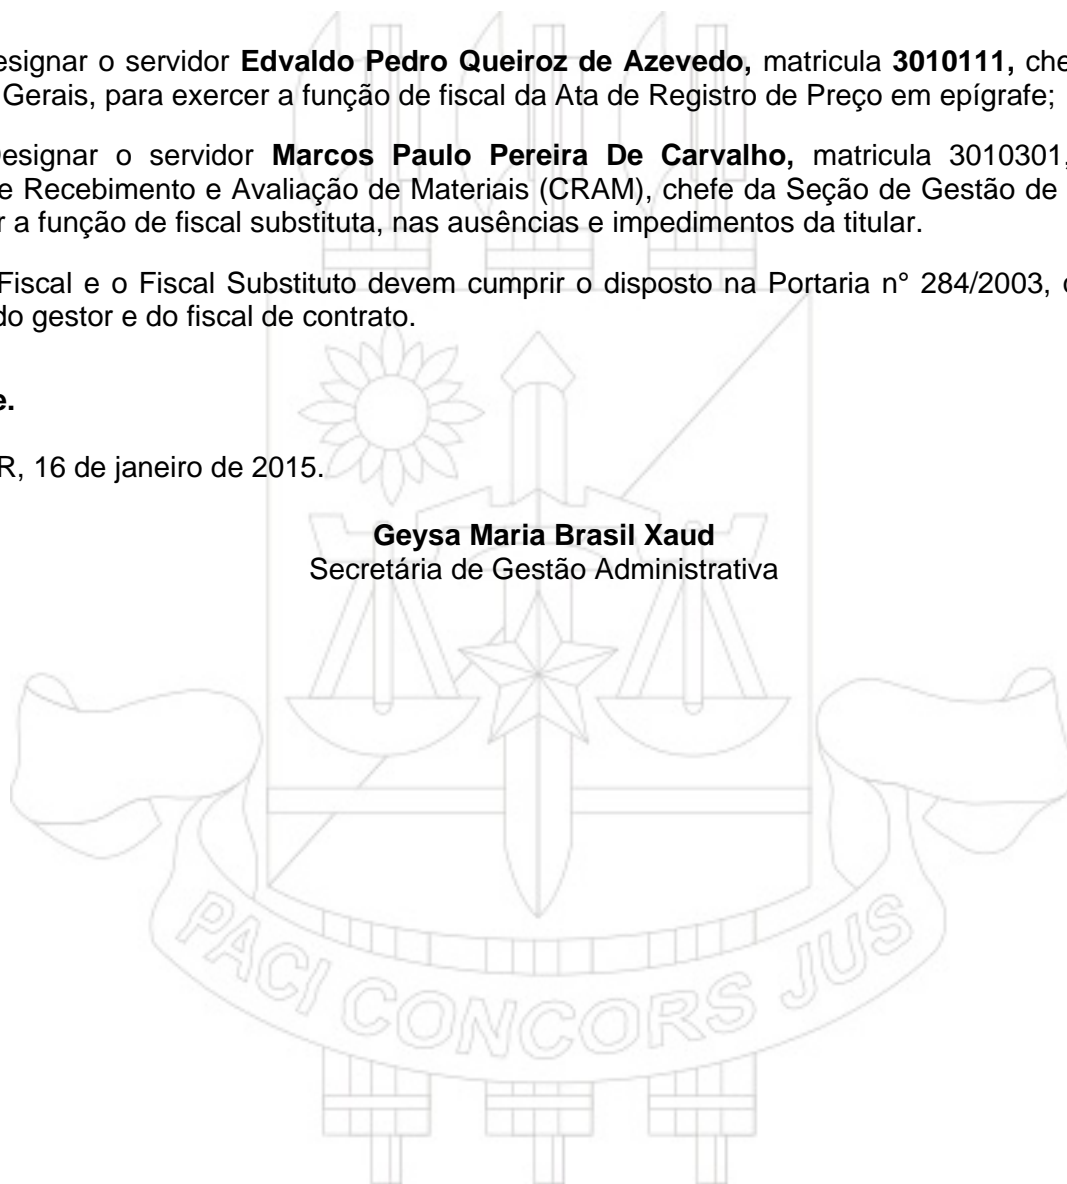 esignar o servidor Edvaldo Pedro Queiroz de Azevedo, matricula 3010111, che
Gerais, para exercer a função de fiscal da Ata de Registro de Preço em epígrafe;
Designar o servidor Marcos Paulo Pereira De Carvalho, matricula 3010301,
e Recebimento e Avaliação de Materiais (CRAM), chefe da Seção de Gestão de
r a função de fiscal substituta, nas ausências e impedimentos da titular.
Fiscal e o Fiscal Substituto devem cumprir o disposto na Portaria n° 284/2003,
do gestor e do fiscal de contrato.
e.
R, 16 de janeiro de 2015.
Geysa Maria Brasil Xaud
Secretária de Gestão Administrativa
PACI CONCORS JUS